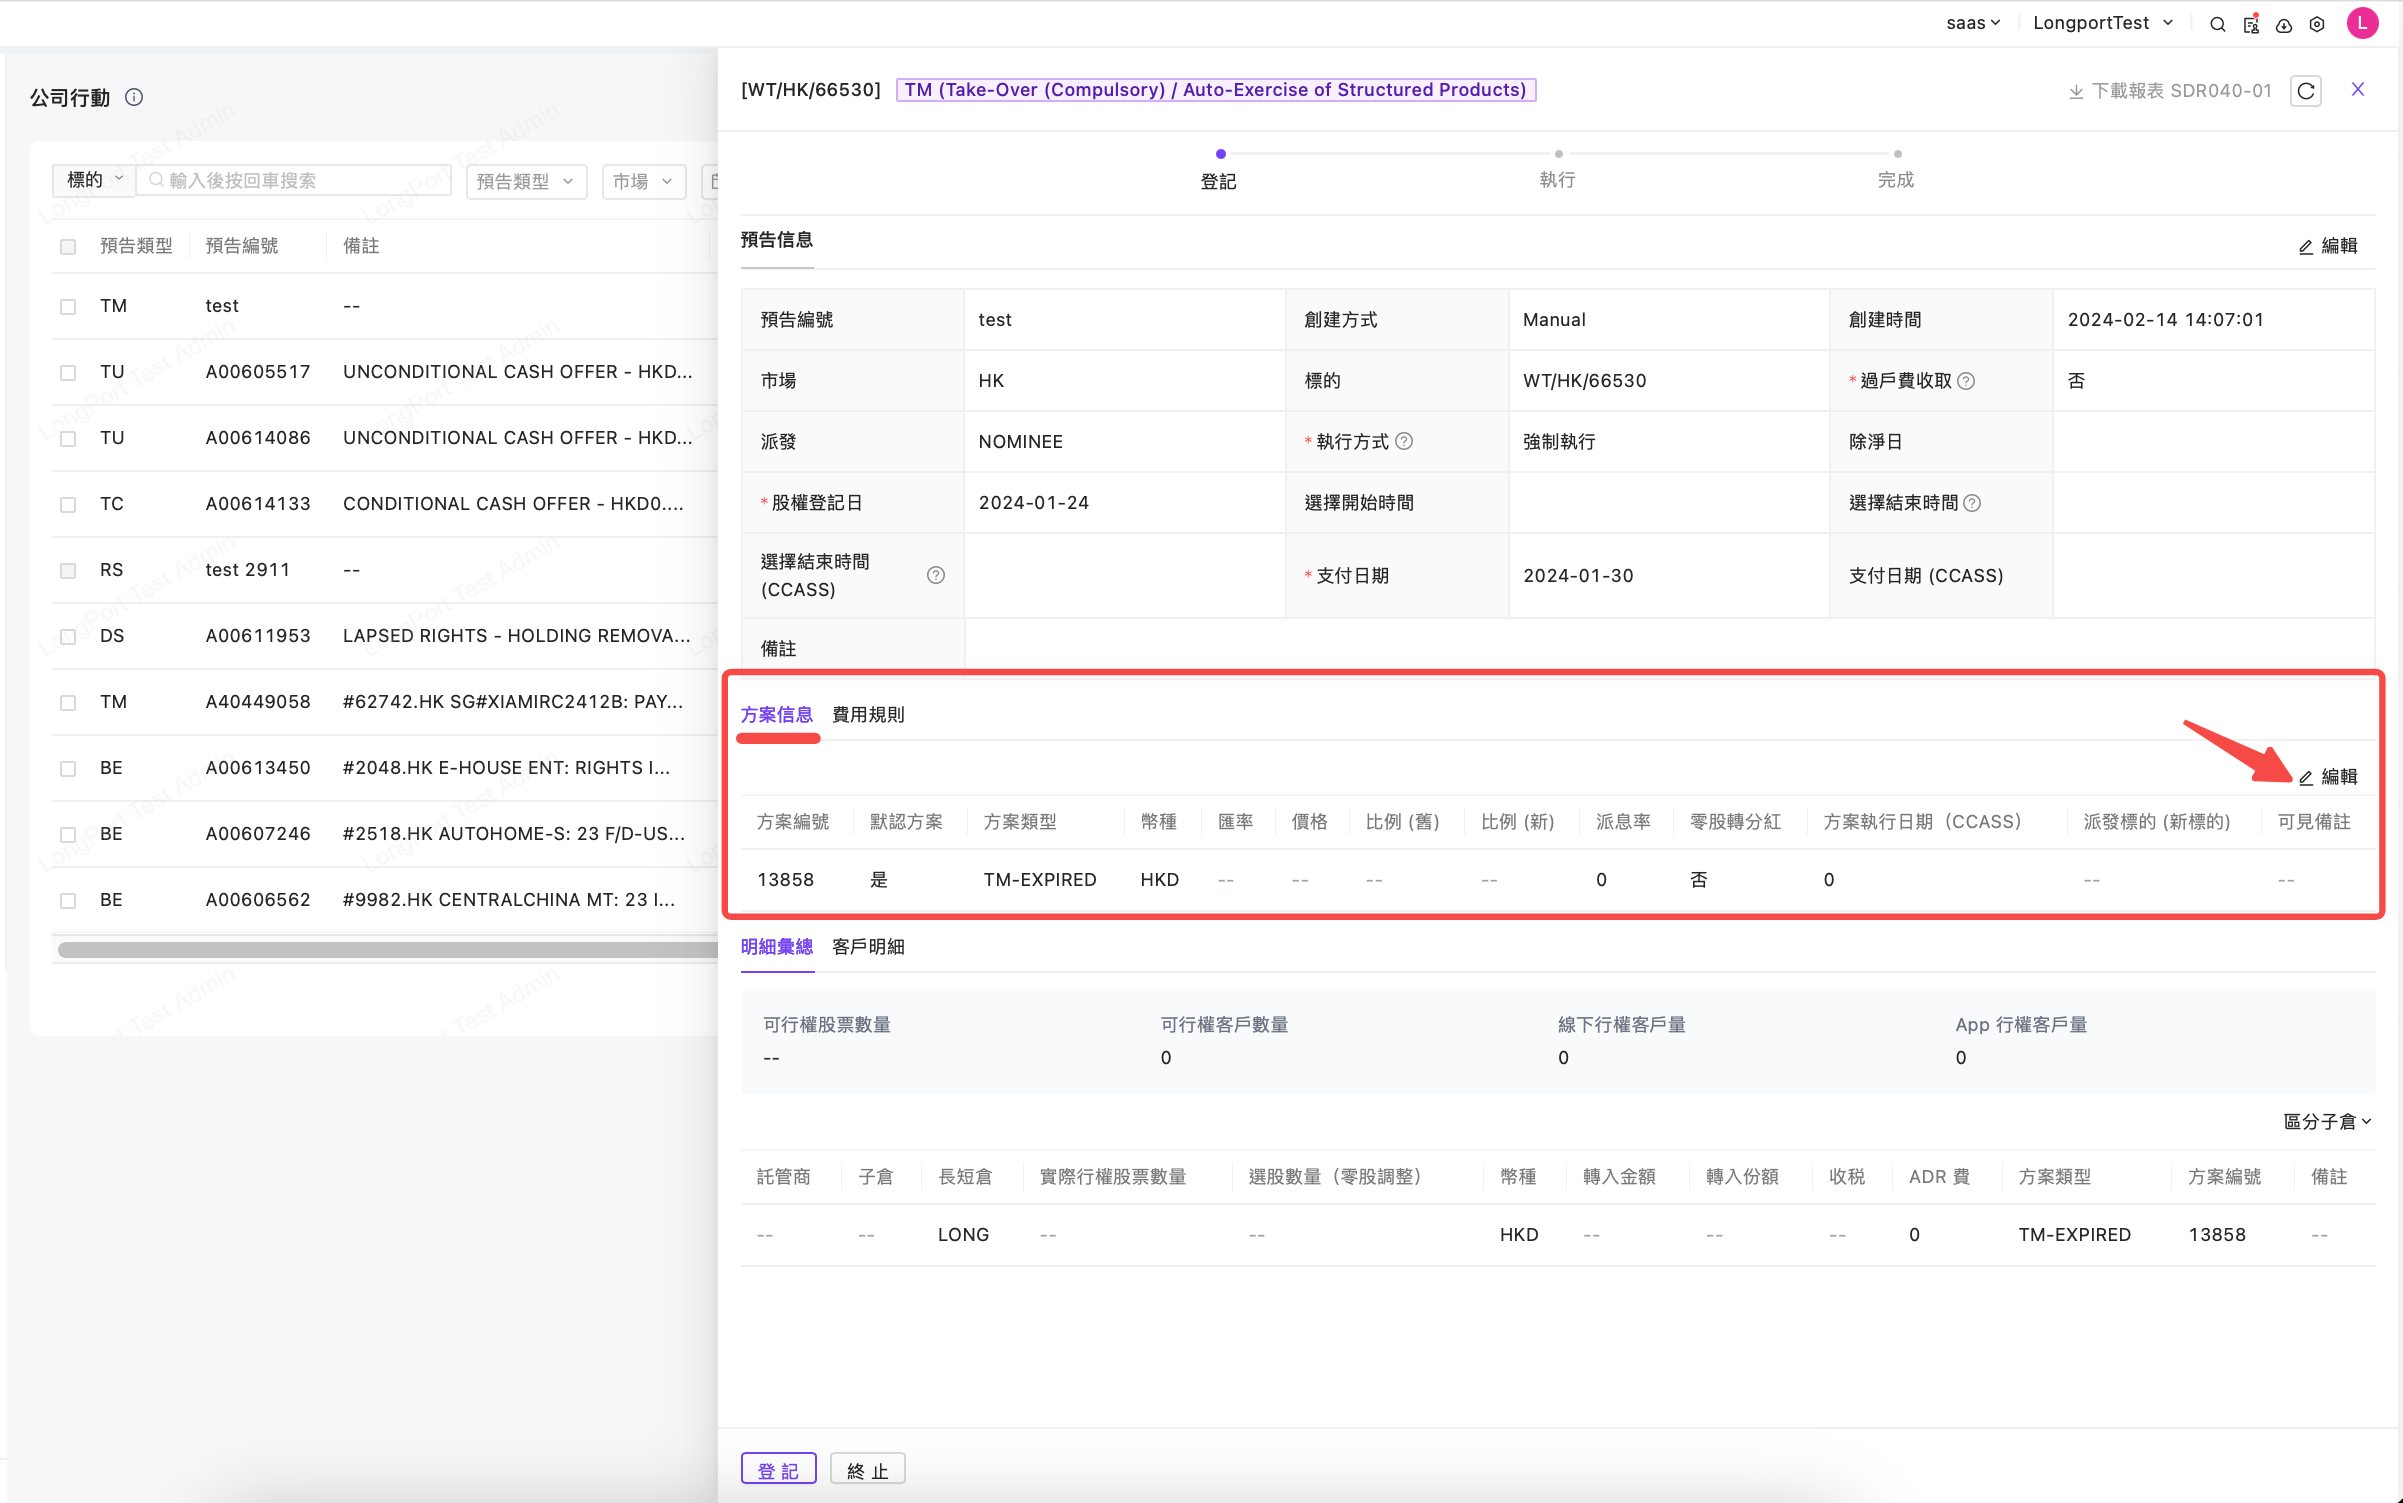 saas
LongportTest
L
公司行動
標的
輸入後按回車搜索
預告類型
市場
預告類型 預告編號 備註
TM test --
TU A00605517 UNCONDITIONAL CASH OFFER - HKD...
TU A00614086 UNCONDITIONAL CASH OFFER - HKD...
TC A00614133 CONDITIONAL CASH OFFER - HKD0....
RS test 2911 --
DS A00611953 LAPSED RIGHTS - HOLDING REMOVA...
TM A40449058 #62742.HK SG#XIAMIRC2412B: PAY...
BE A00613450 #2048.HK E-HOUSE ENT: RIGHTS I...
BE A00607246 #2518.HK AUTOHOME-S: 23 F/D-US...
BE A00606562 #9982.HK CENTRALCHINA MT: 23 I...
LongPort Test Admin
[WT/HK/66530] TM (Take-Over (Compulsory) / Auto-Exercise of Structured Products)
下載報表 SDR040-01
X
登記 執行 完成
預告信息
編輯
預告編號 test 創建方式 Manual 創建時間 2024-02-14 14:07:01
市場 HK 標的 WT/HK/66530 *過戶費收取 否
派發 NOMINEE *執行方式 強制執行 除淨日
*股權登記日 2024-01-24 選擇開始時間 選擇結束時間
選擇結束時間
(CCASS) *支付日期 2024-01-30 支付日期 (CCASS)
備註
方案信息 費用規則
編輯
方案編號 默認方案 方案類型 幣種 匯率 價格 比例 (舊) 比例 (新) 派息率 零股轉分紅 方案執行日期（CCASS） 派發標的 (新標的) 可見備註
13858 是 TM-EXPIRED HKD -- -- -- -- 0 否 0 -- --
明細彙總 客戶明細
可行權股票數量 可行權客戶數量 線下行權客戶量 App 行權客戶量
-- 0 0 0
區分子倉
託管商 子倉 長短倉 實際行權股票數量 選股數量（零股調整） 幣種 轉入金額 轉入份額 收税 ADR 費 方案類型 方案編號 備註
-- -- LONG -- -- HKD -- -- -- 0 TM-EXPIRED 13858 --
登 記 終 止